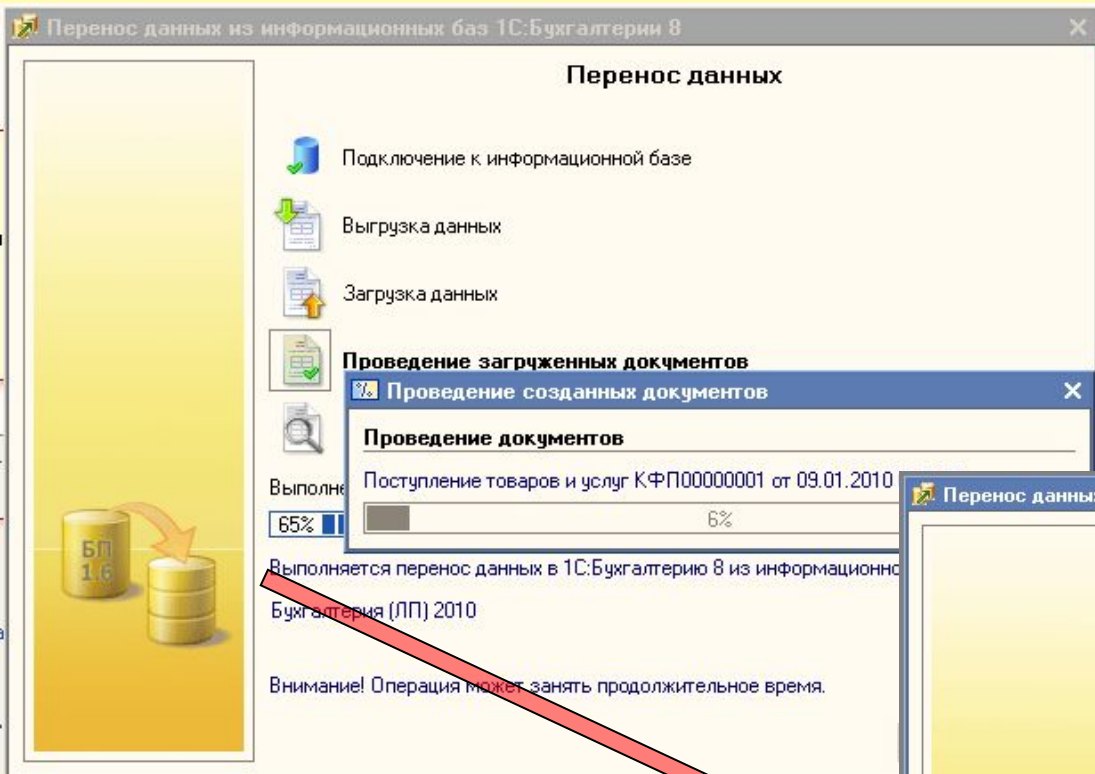 Перенос данных из информационных баз 1С:Бухгалтерии 8
Перенос данных
Подключение к информационной базе
Выгрузка данных
Загрузка данных
Проведение загруженных документов
Проведение созданных документов
Проведение документов
Поступление товаров и услуг КФП00000001 от 09.01.2010
6%
Выполне
65%
Перенос данных
Выполняется перенос данных в 1С:Бухгалтерию 8 из информационно
Бухгалтерия (ЛП) 2010
Внимание! Операция может занять продолжительное время.
БП
1.6